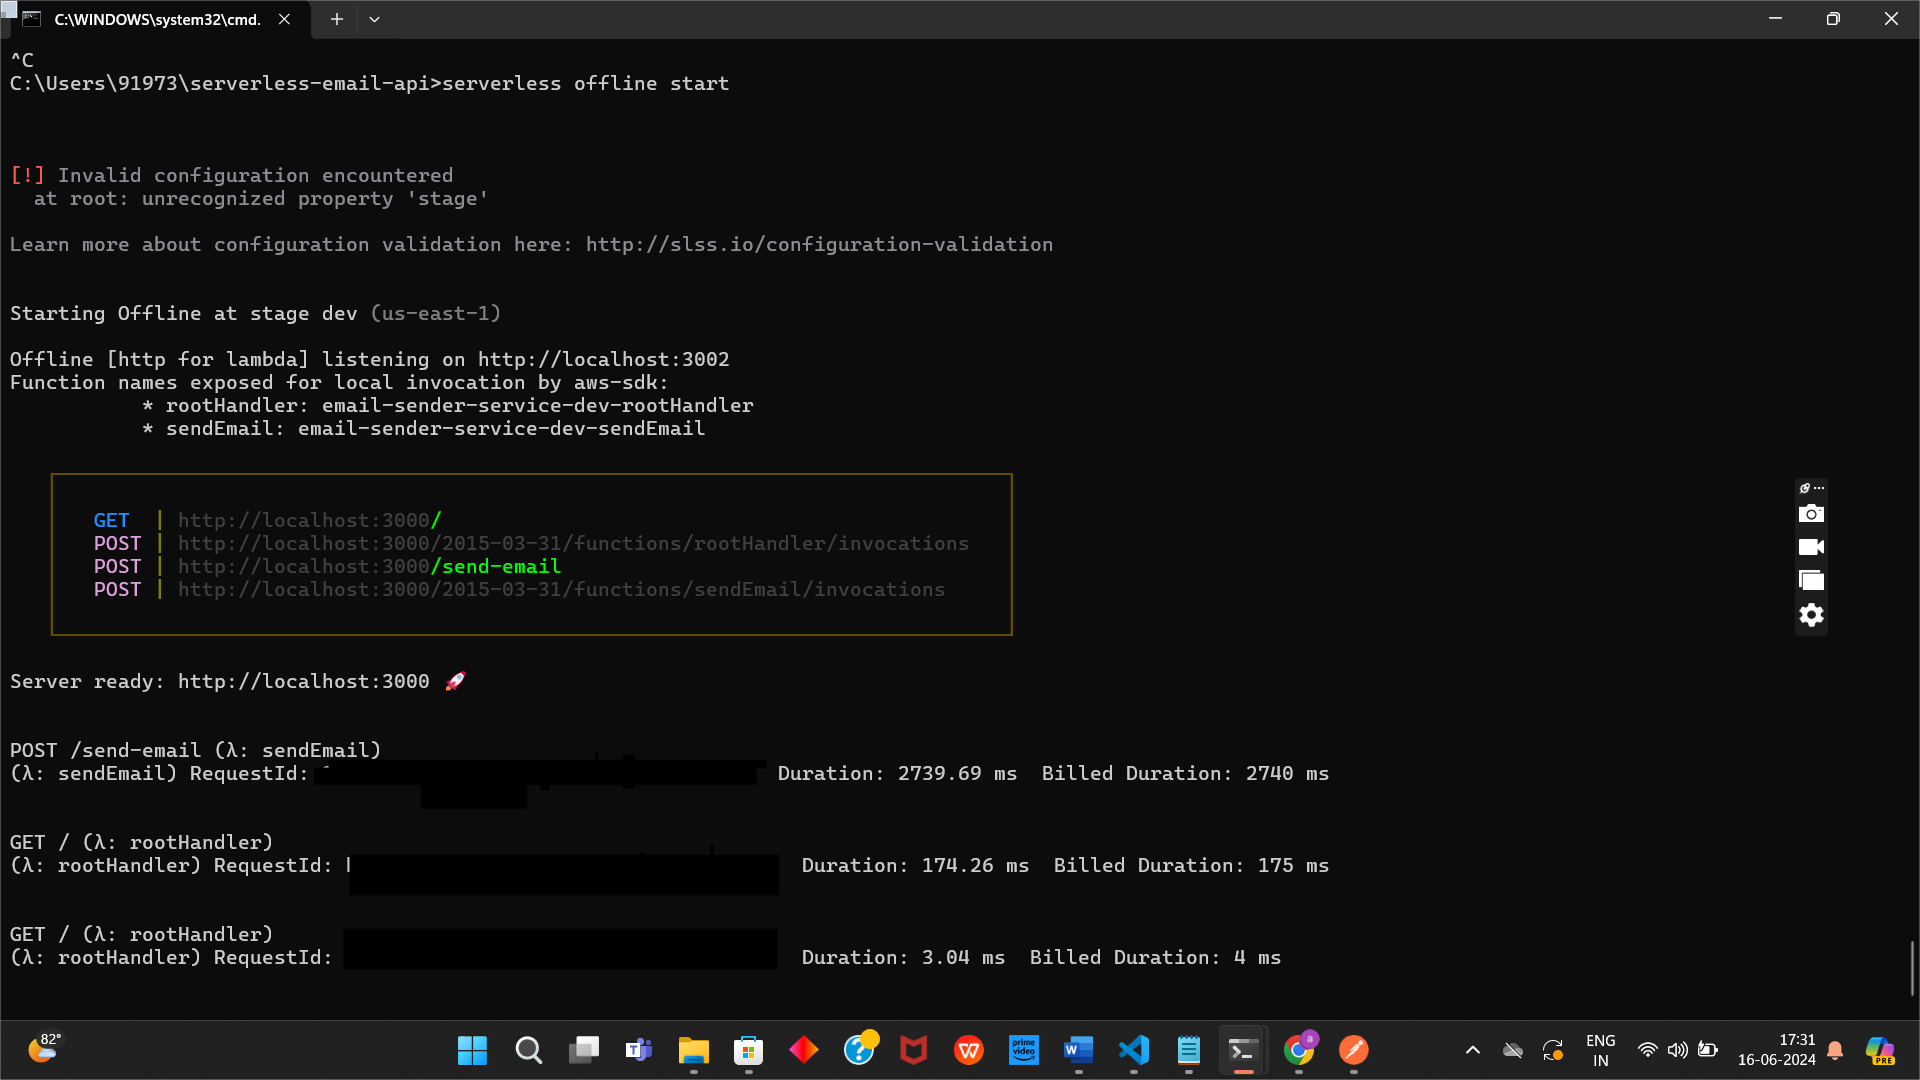 C:\WINDOWS\system32\cmd.
^C
C:\Users\91973\serverless-email-api>serverless offline start
[!] Invalid configuration encountered
at root: unrecognized property 'stage'
Learn more about configuration validation here: http://slss.io/configuration-validation
Starting Offline at stage dev (us-east-1)
Offline [http for lambda] listening on http://localhost:3002
Function names exposed for local invocation by aws-sdk:
* rootHandler: email-sender-service-dev-rootHandler
* sendEmail: email-sender-service-dev-sendEmail
GET | http://localhost:3000/
POST | http://localhost:3000/2015-03-31/functions/rootHandler/invocations
POST | http://localhost:3000/send-email
POST | http://localhost:3000/2015-03-31/functions/sendEmail/invocations
Server ready: http://localhost:3000 🚀
POST /send-email (λ: sendEmail)
(λ: sendEmail) RequestId: Duration: 2739.69 ms Billed Duration: 2740 ms
GET / (λ: rootHandler)
(λ: rootHandler) RequestId: Duration: 174.26 ms Billed Duration: 175 ms
GET / (λ: rootHandler)
(λ: rootHandler) RequestId: Duration: 3.04 ms Billed Duration: 4 ms
82°
prime video
a
ENG
IN
17:31
16-06-2024
PRE